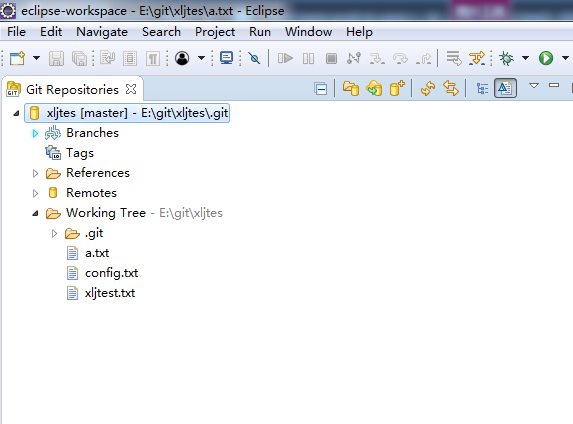 eclipse-workspace - E:\git\xljtes\a.txt - Eclipse
File Edit Navigate Search Project Run Window Help
Git Repositories
xljtes [master] - E:\git\xljtes\.git
Branches
Tags
References
Remotes
Working Tree - E:\git\xljtes
.git
a.txt
config.txt
xljtest.txt